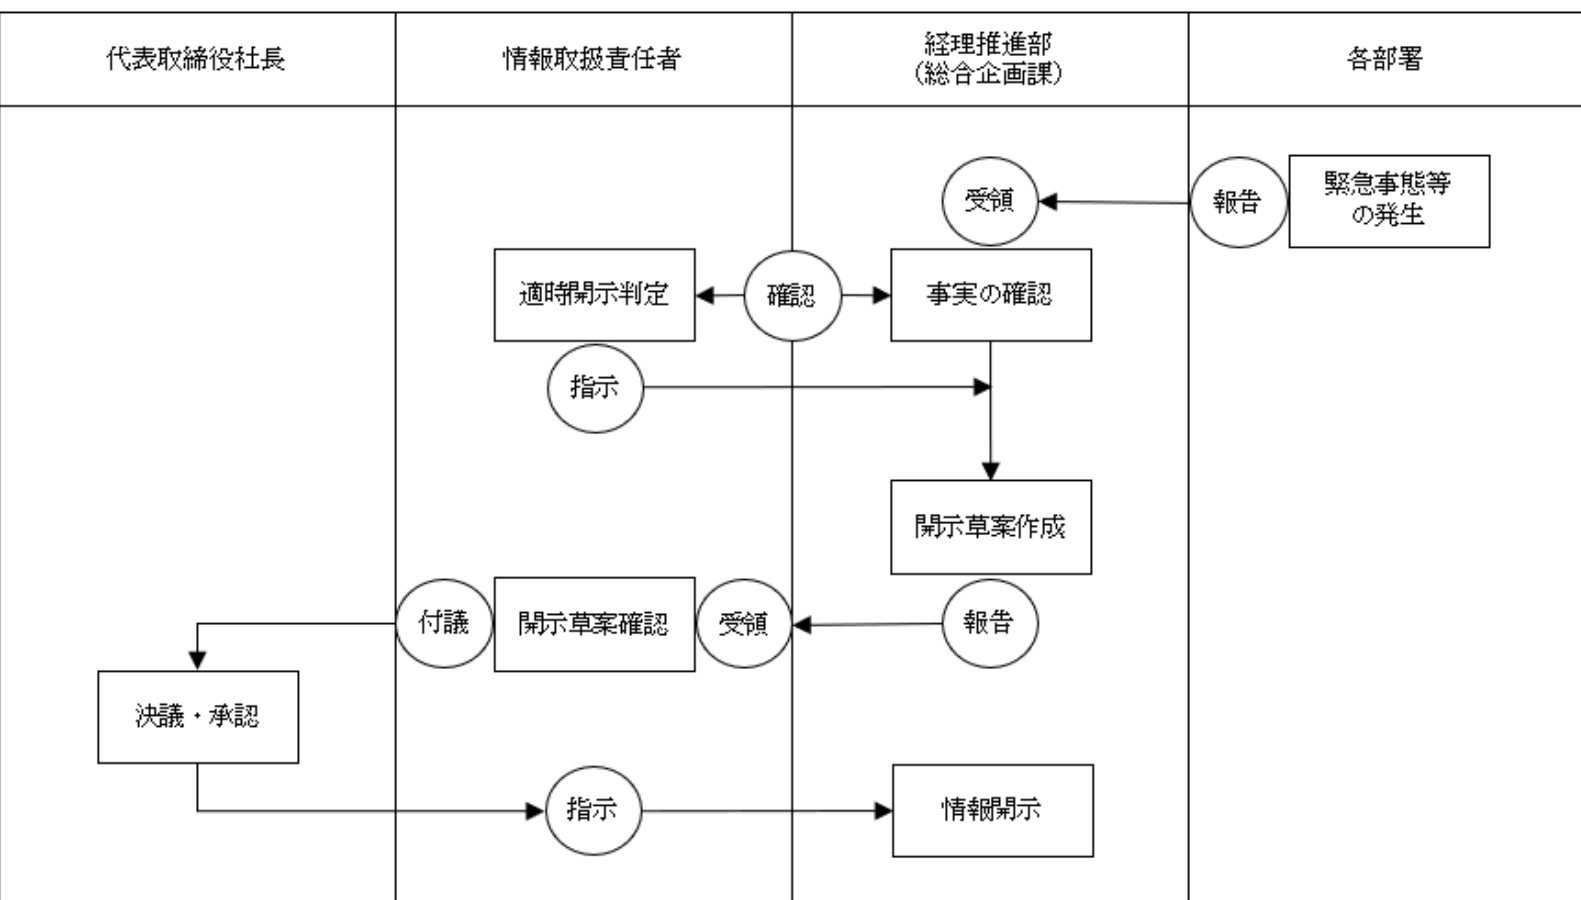 代表取締役社長
情報取扱責任者
経理推進部
（総合企画課）
各部署
受領
報告
緊急事態等
の発生
適時開示判定
確認
事実の確認
指示
開示草案作成
付議
開示草案確認
受領
報告
決議・承認
指示
情報開示